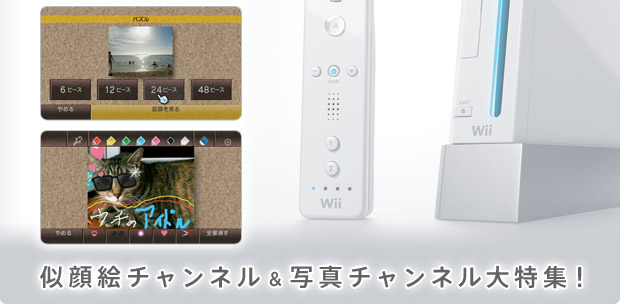 パズル
6ピース 12ピース 24ピース 48ピース
やめる 記録を見る
ウチのアイドル
やめる 全部消す
A
HOME
1
2
Wii
EJECT
Wii
似顔絵チャンネル&写真チャンネル大特集!